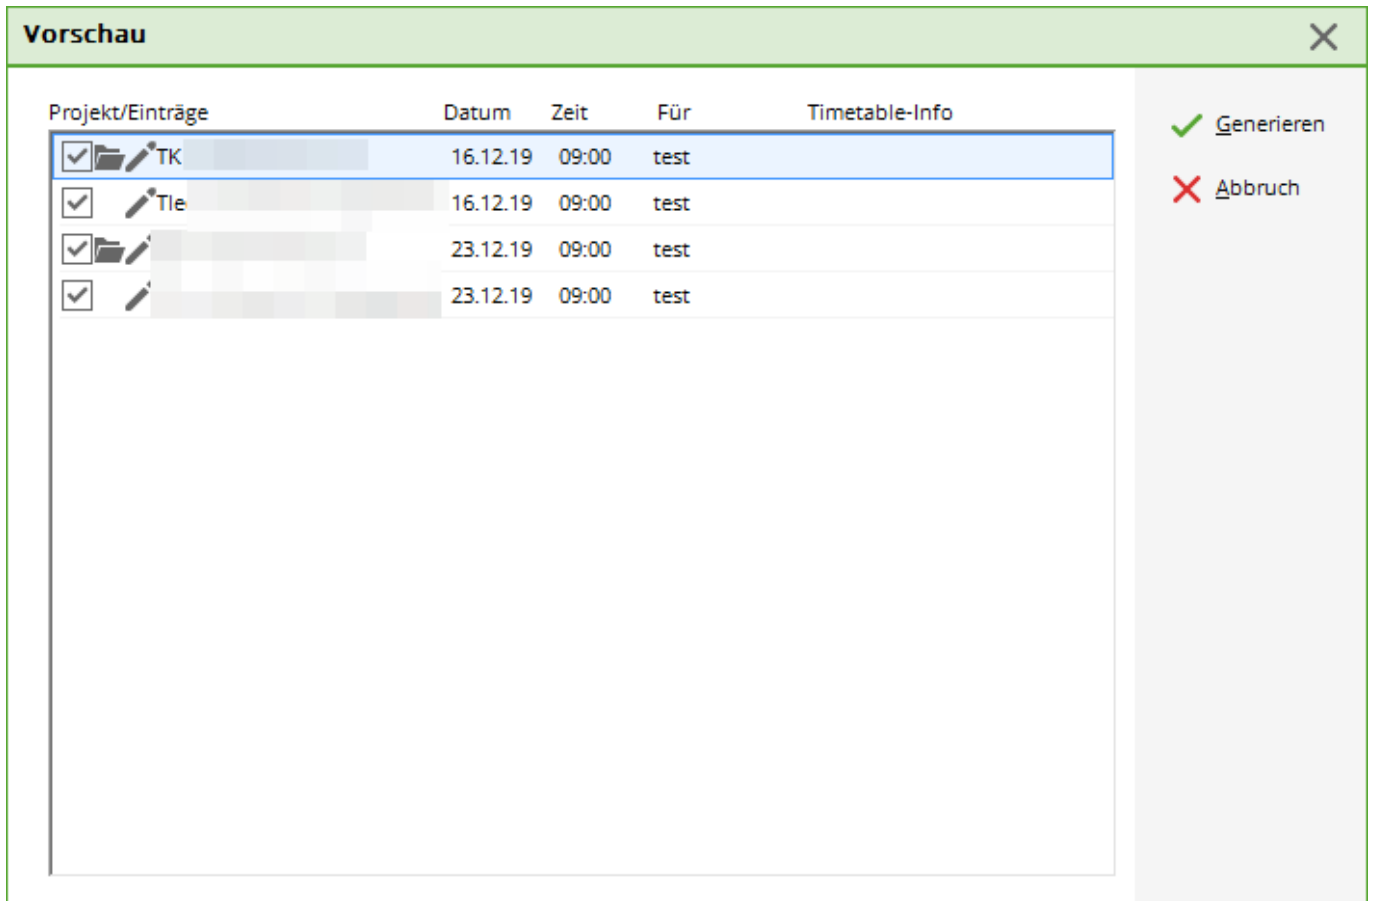 Vorschau
Projekt/Einträge Datum Zeit Für Timetable-Info
TK 16.12.19 09:00 test
16.12.19 09:00 test
23.12.19 09:00 test
23.12.19 09:00 test
Generieren
Abbruch